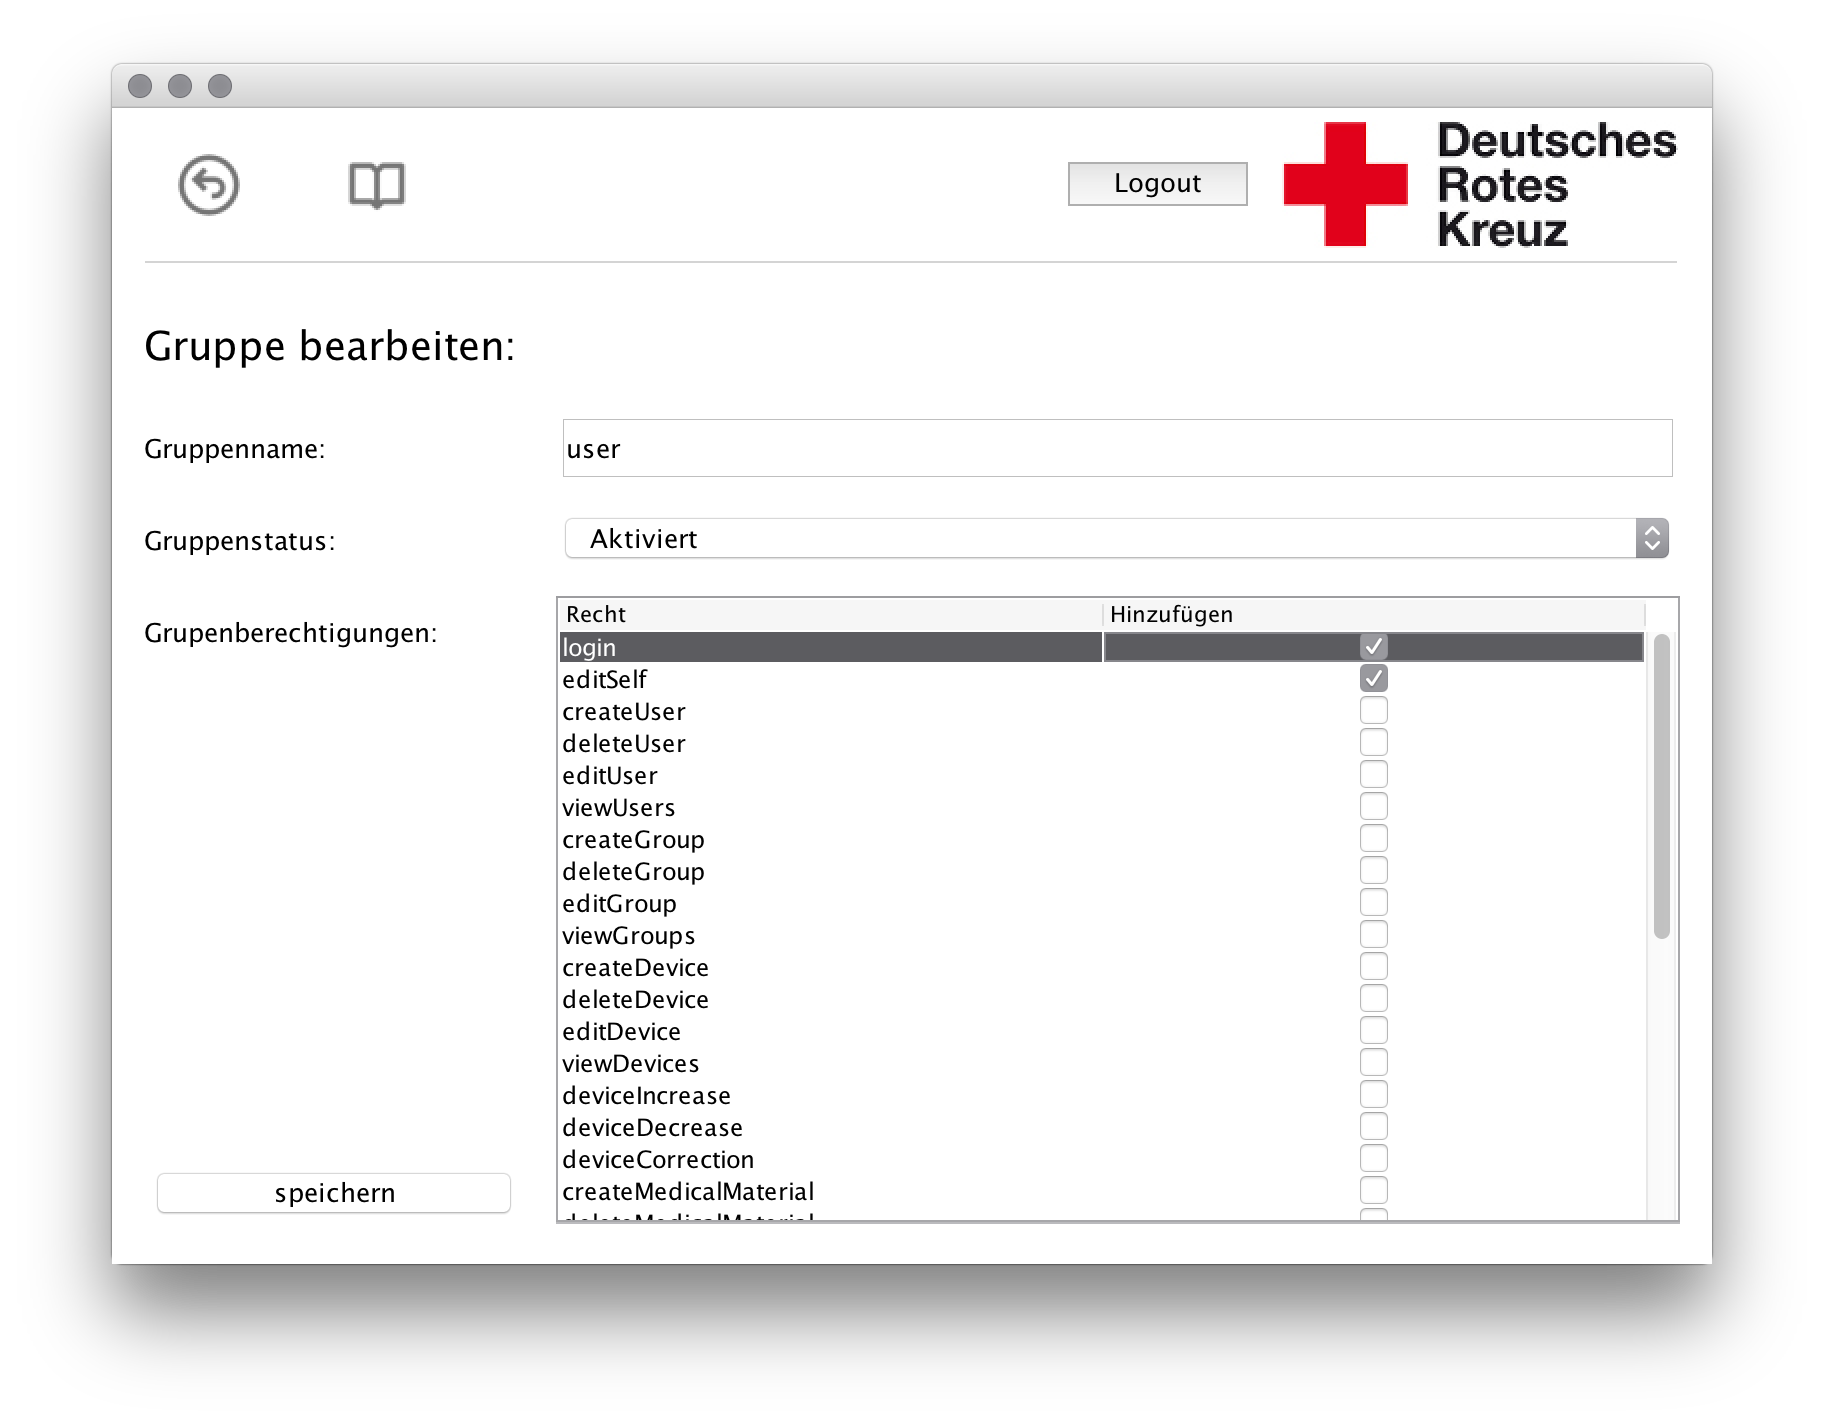 Logout
Deutsches
Rotes
Kreuz
Gruppe bearbeiten:
Gruppenname: user
Gruppenstatus: Aktiviert
Grupenberechtigungen:
Recht Hinzufügen
login
editSelf
createUser
deleteUser
editUser
viewUsers
createGroup
deleteGroup
editGroup
viewGroups
createDevice
deleteDevice
editDevice
viewDevices
deviceIncrease
deviceDecrease
deviceCorrection
createMedicalMaterial
deleteMedicalMaterial
speichern